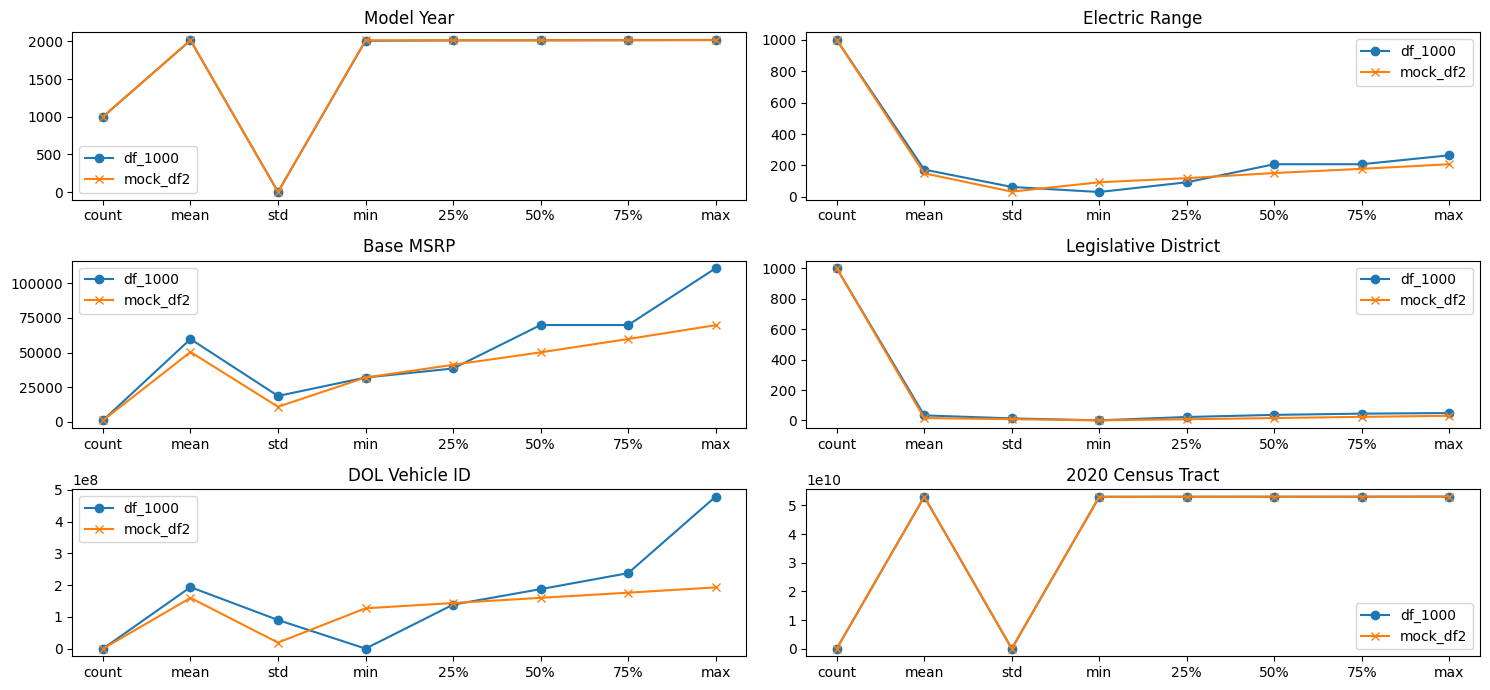 Model Year
2000
1500
1000
500
0
df_1000
mock_df2
count mean std min 25% 50% 75% max
Electric Range
1000
800
600
400
200
0
df_1000
mock_df2
count mean std min 25% 50% 75% max
Base MSRP
100000
75000
50000
25000
0
df_1000
mock_df2
count mean std min 25% 50% 75% max
Legislative District
1000
800
600
400
200
0
df_1000
mock_df2
count mean std min 25% 50% 75% max
DOL Vehicle ID
1e8
5
4
3
2
1
0
df_1000
mock_df2
count mean std min 25% 50% 75% max
2020 Census Tract
1e10
5
4
3
2
1
0
df_1000
mock_df2
count mean std min 25% 50% 75% max